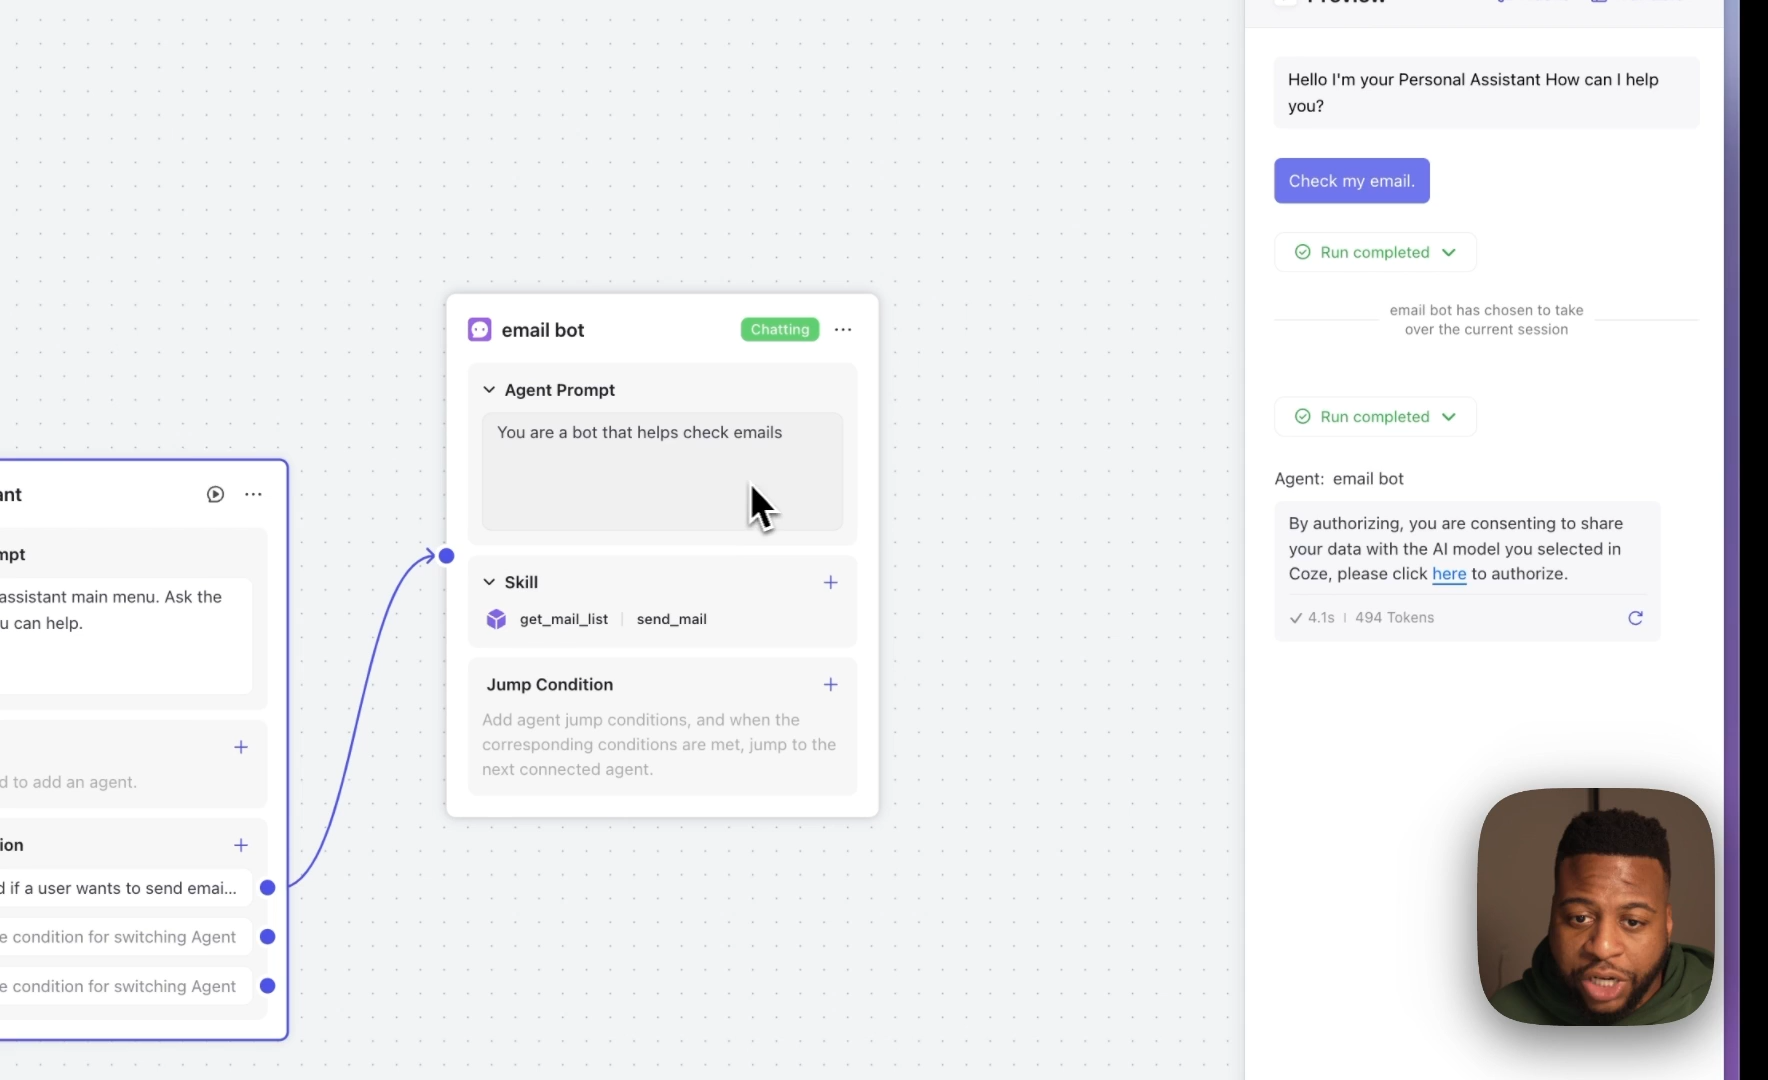 ant
mpt
assistant main menu. Ask the
u can help.
d to add an agent.
ion
d if a user wants to send emai...
e condition for switching Agent
e condition for switching Agent
email bot
Chatting
Agent Prompt
You are a bot that helps check emails
Skill
get_mail_list | send_mail
Jump Condition
Add agent jump conditions, and when the
corresponding conditions are met, jump to the
next connected agent.
Preview
Hello I'm your Personal Assistant How can I help
you?
Check my email.
Run completed
email bot has chosen to take
over the current session
Run completed
Agent: email bot
By authorizing, you are consenting to share
your data with the AI model you selected in
Coze, please click here to authorize.
4.1s | 494 Tokens